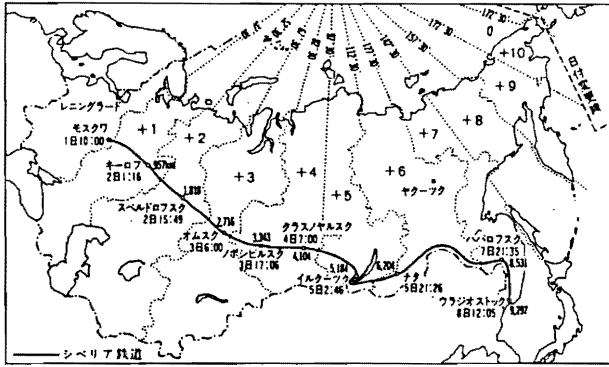 172°30
+10
+9
日付変更線
レニングラード
+1
+2
+7
+8
モスクワ
1日10:00
+3
+4
+6
キーロフ
957km
2日1:16
ヤクーツク
+5
スベルドロフスク
1,818
2日15:49
オムスク
2,716
3日6:00
3,343
ノボシビルスク
3日17:06
クラスノヤルスク
4日7:00
4,104
5,184
イルクーツク
5日2:46
6,204
チタ
5日21:26
ハバロフスク
7日21:35
8,531
ウラジオストック
8日12:05
9,297
シベリア鉄道